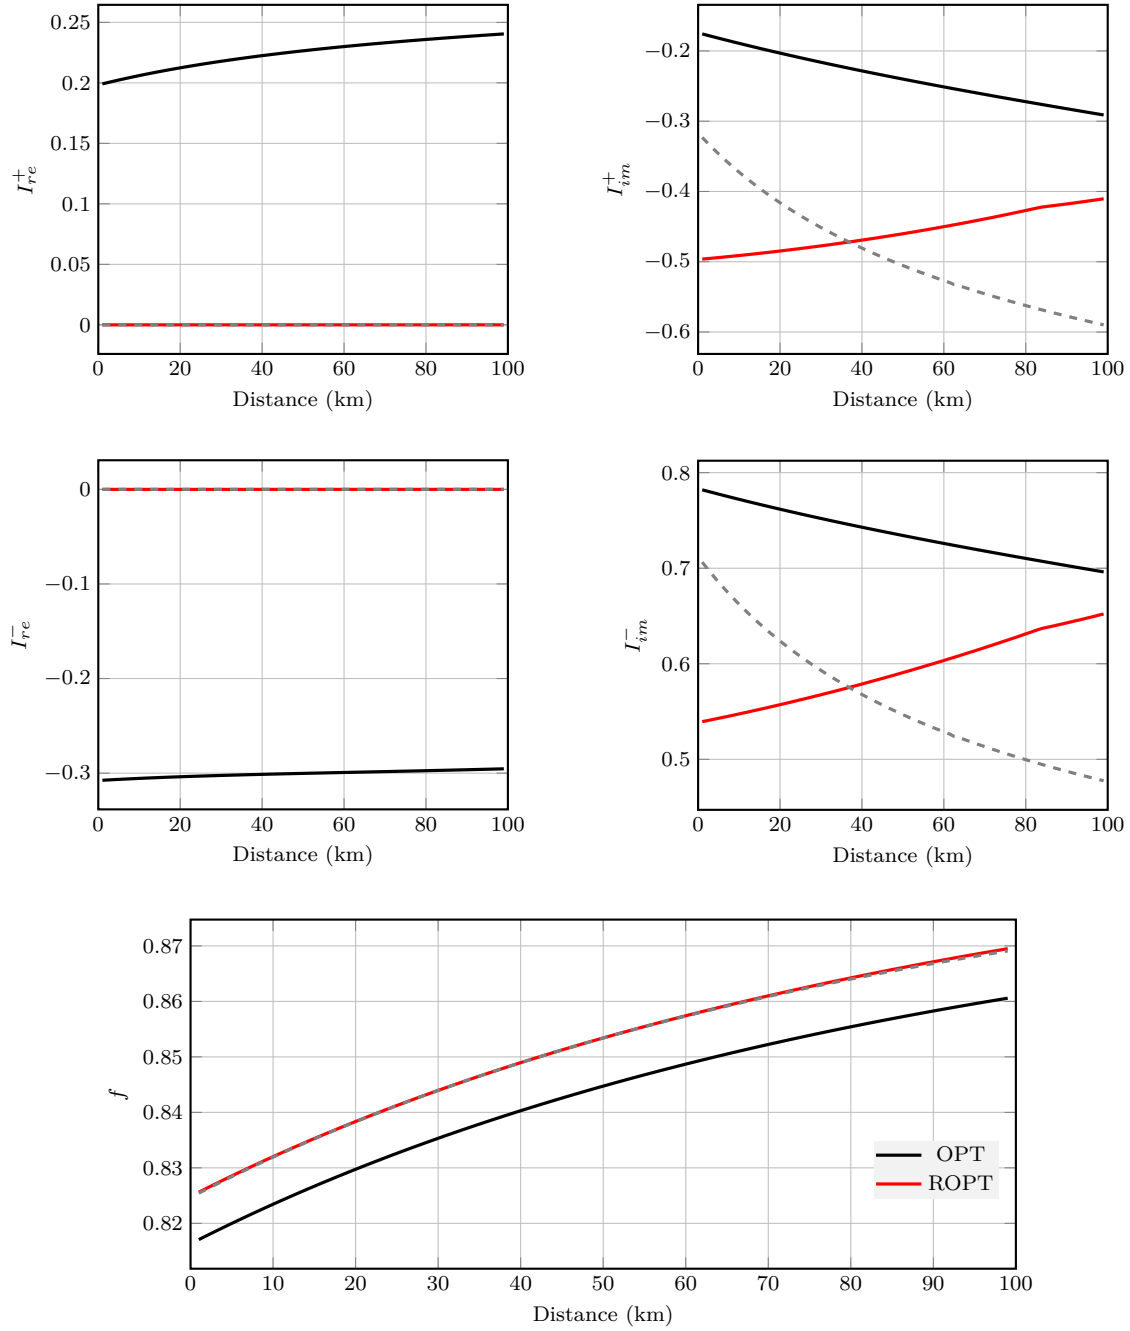 0.25
0.2
0.15
0.1
0.05
0
I_{re}^{+}
0 20 40 60 80 100
Distance (km)
−0.2
−0.3
−0.4
−0.5
−0.6
I_{im}^{+}
0 20 40 60 80 100
Distance (km)
0
−0.1
−0.2
−0.3
I_{re}^{−}
0 20 40 60 80 100
Distance (km)
0.8
0.7
0.6
0.5
I_{im}^{−}
0 20 40 60 80 100
Distance (km)
0.87
0.86
0.85
0.84
0.83
0.82
f
OPT
ROPT
0 10 20 30 40 50 60 70 80 90 100
Distance (km)